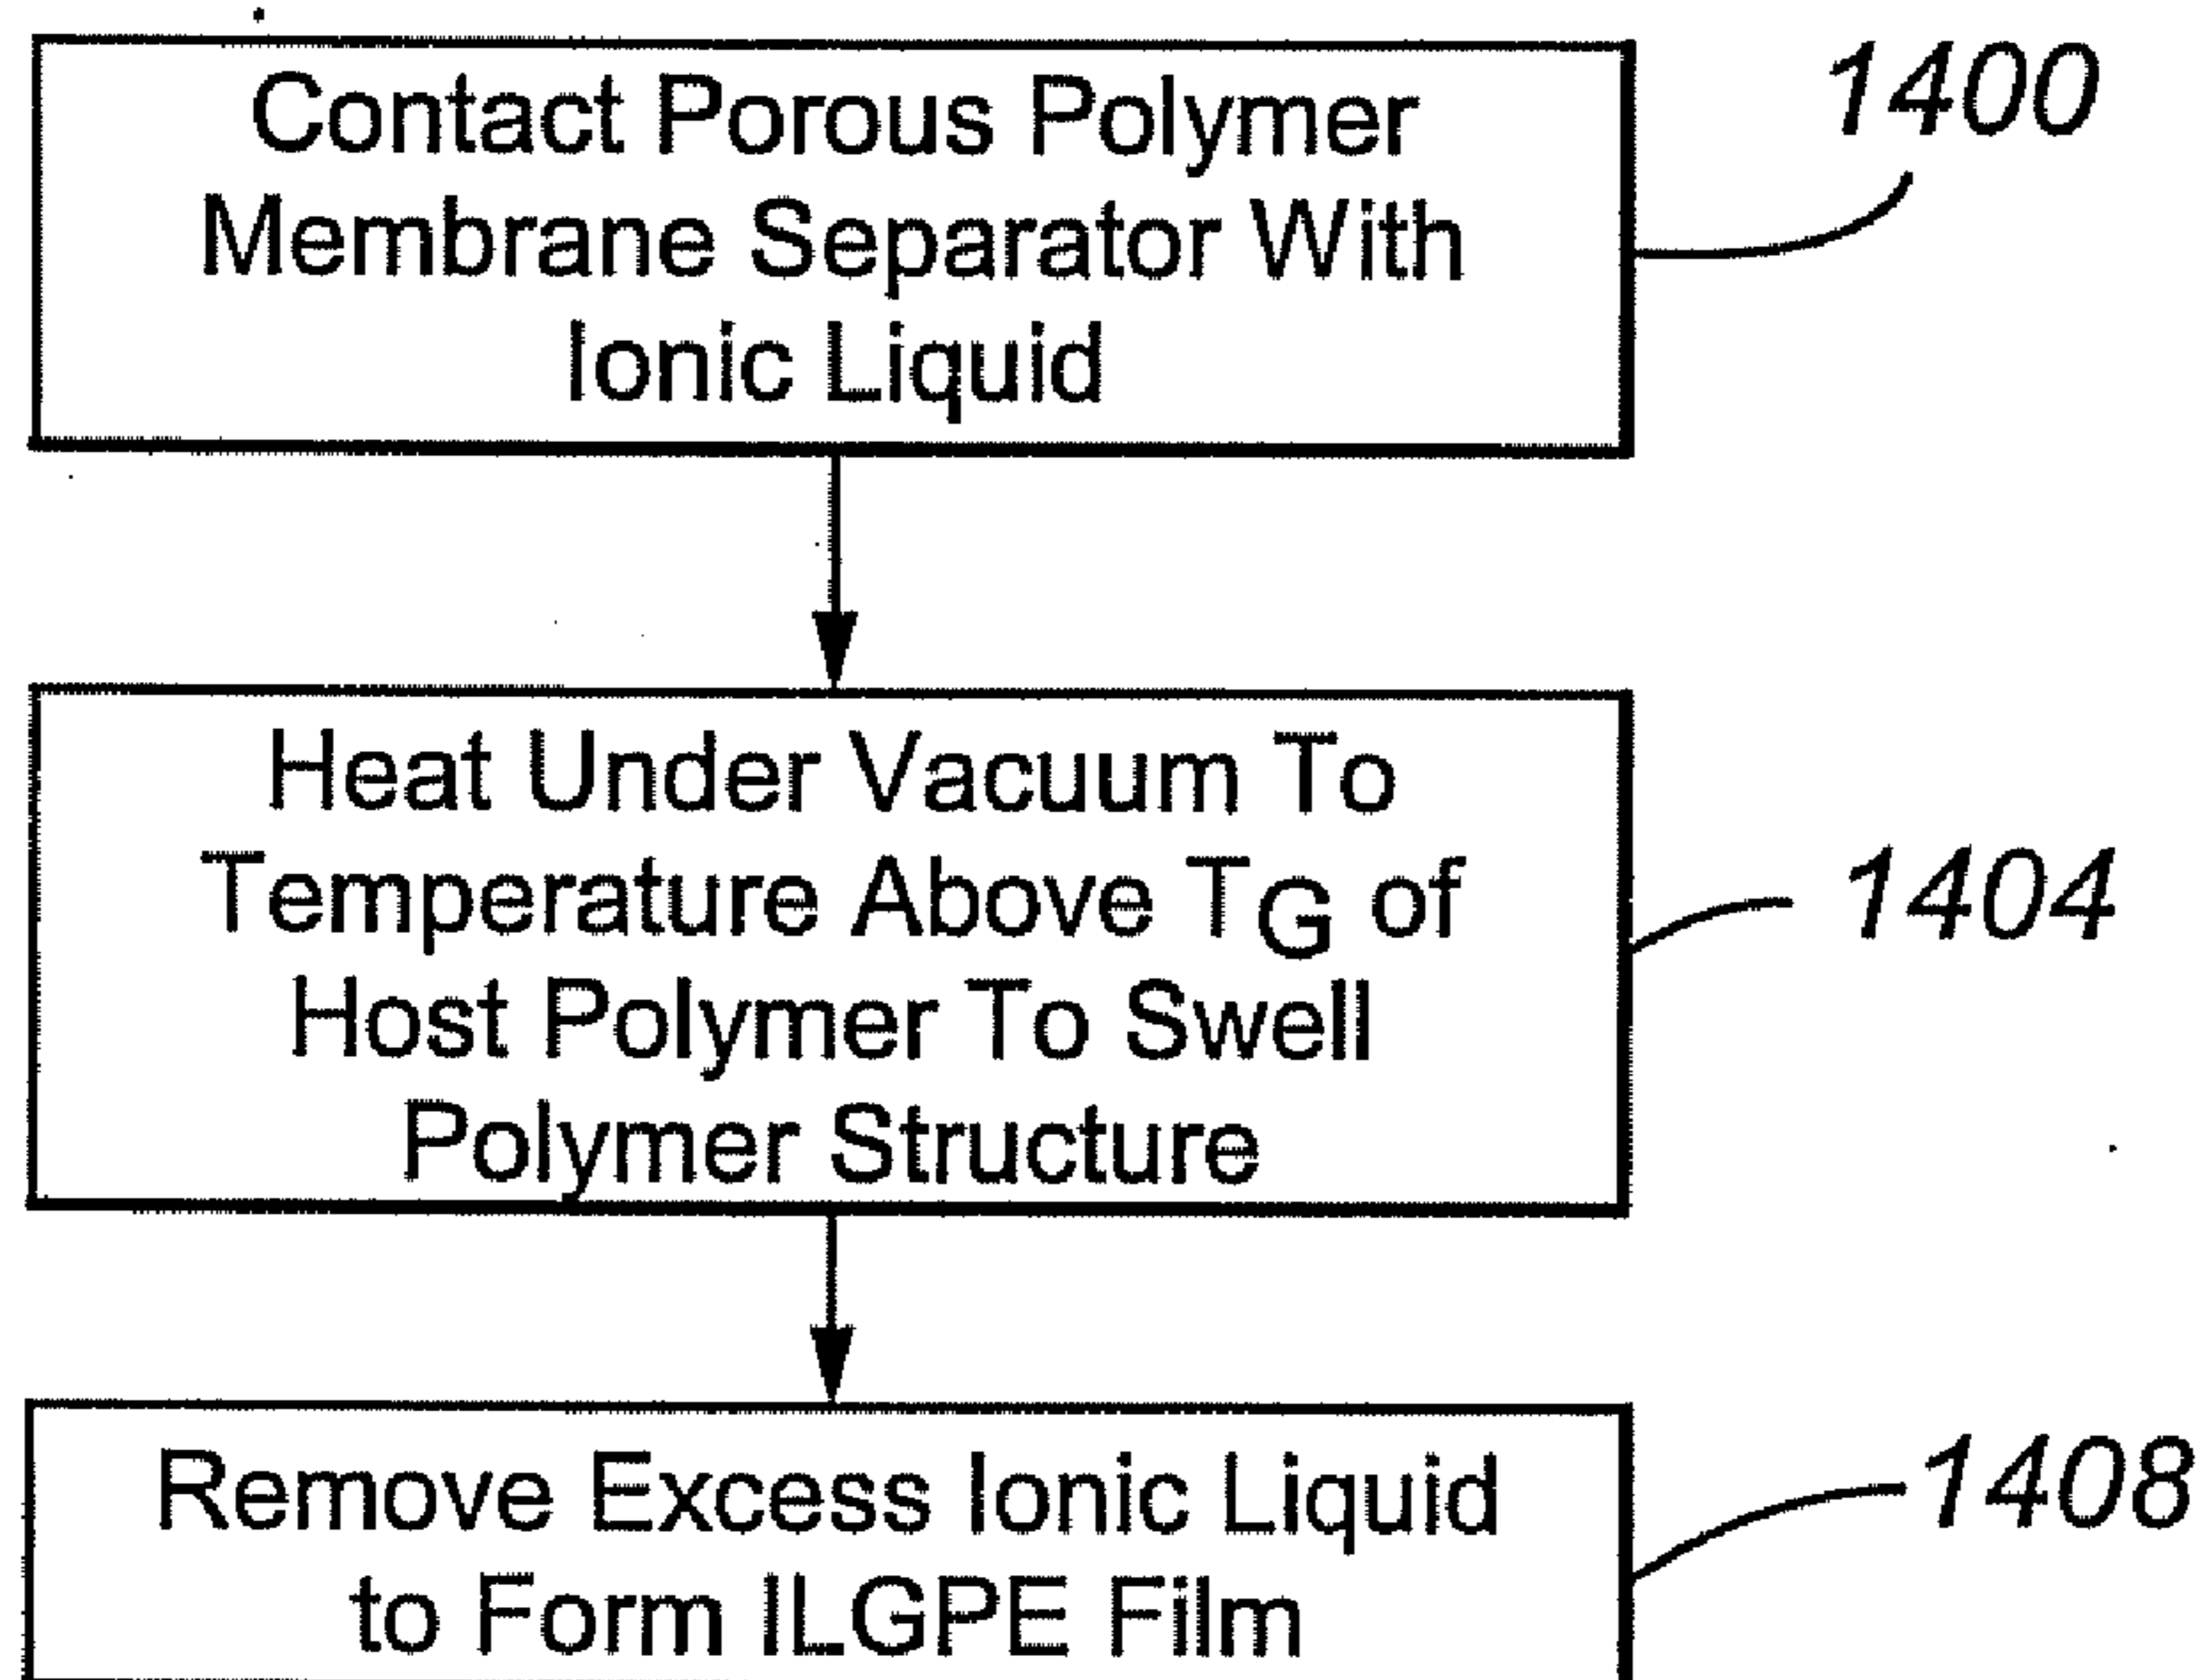 Contact Porous Polymer
Membrane Separator With
Ionic Liquid
1400
Heat Under Vacuum To
Temperature Above TG of
Host Polymer To Swell
Polymer Structure
1404
Remove Excess Ionic Liquid
to Form ILGPE Film
1408